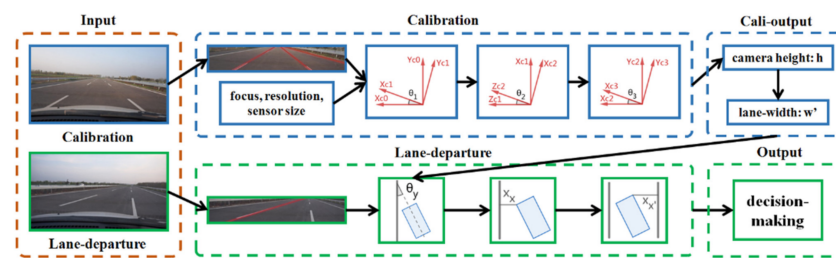 Input
Calibration
Cali-output
focus, resolution,
sensor size
Yc0
Yc1
Xc1
Xc0
θ1
Xc1
Xc2
Zc2
Zc1
θ2
Yc2
Yc3
Xc3
Xc2
θ3
camera height: h
lane-width: w’
Calibration
Lane-departure
Output
Lane-departure
θy
Xx
Xx'
decision-
making